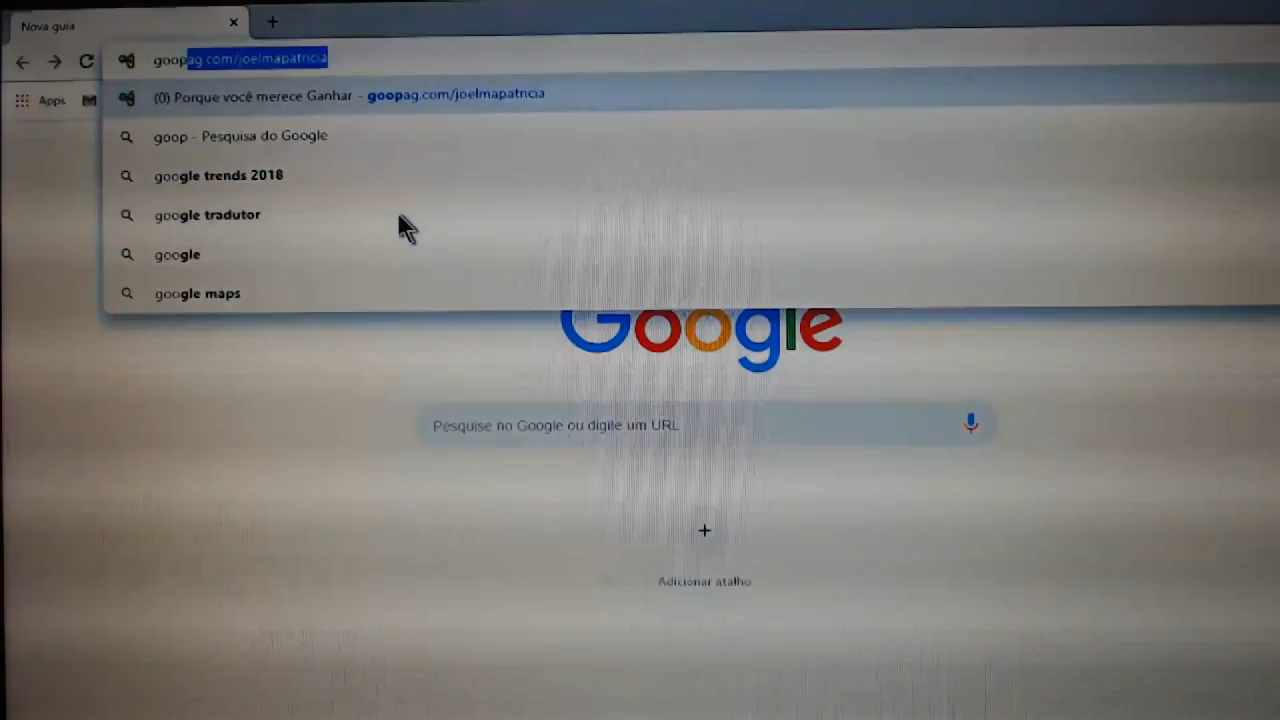 Nova guia
goopag.com/joelmapatricia
Apps
(0) Porque você merece Ganhar - goopag.com/joelmapatricia
goop - Pesquisa do Google
google trends 2018
google tradutor
google
google maps
Google
Pesquise no Google ou digite um URL
Adicionar atalho